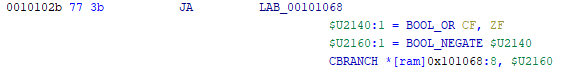 0010102b 77 3b JA LAB_00101068
$U2140:1 = BOOL_OR CF, ZF
$U2160:1 = BOOL_NEGATE $U2140
CBRANCH *[ram]0x101068:8, $U2160